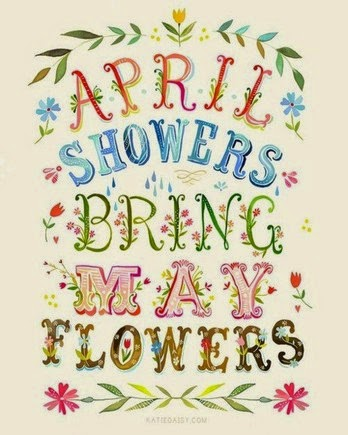 APRIL
SHOWERS
BRING
MAY
FLOWERS
KATIEDAISY.COM